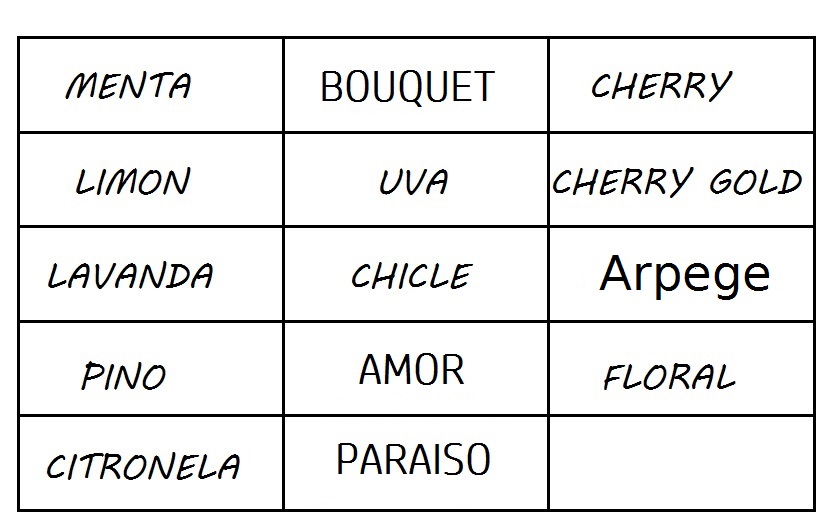 MENTA BOUQUET CHERRY
LIMON UVA CHERRY GOLD
LAVANDA CHICLE Arpege
PINO AMOR FLORAL
CITRONELA PARAISO